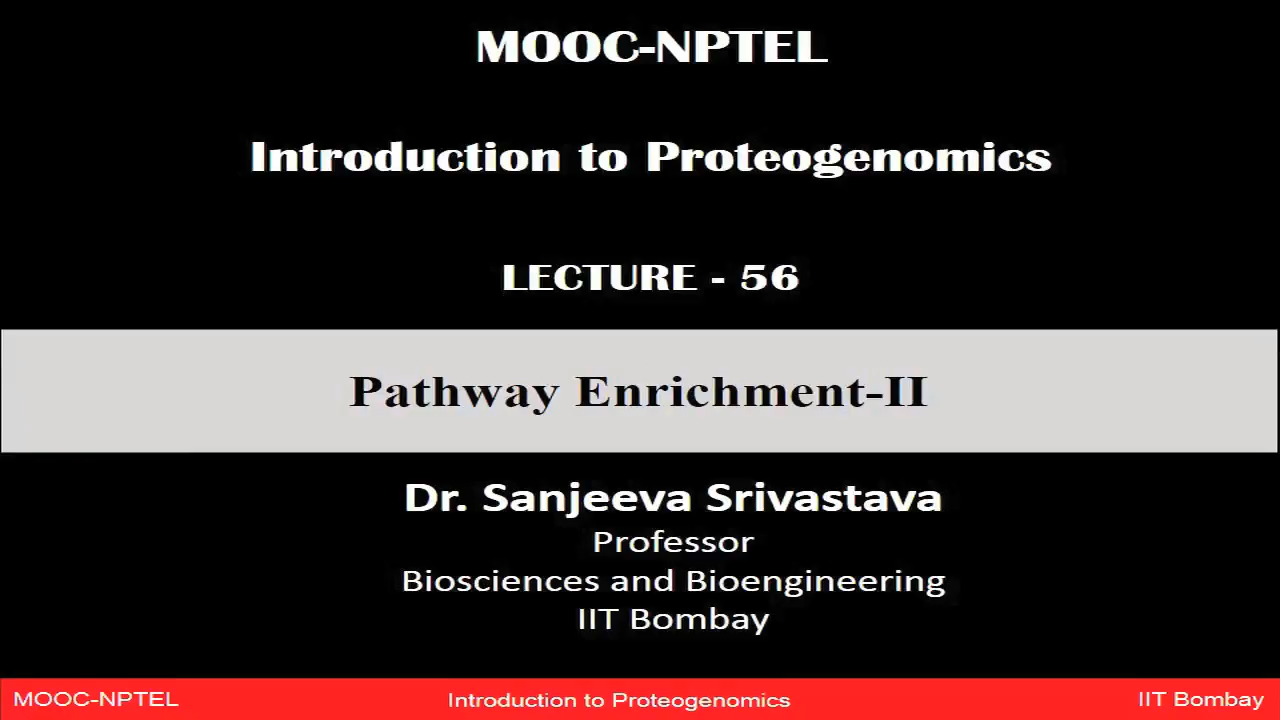 MOOC-NPTEL
Introduction to Proteogenomics
LECTURE - 56
Pathway Enrichment-II
Dr. Sanjeeva Srivastava
Professor
Biosciences and Bioengineering
IIT Bombay
MOOC-NPTEL Introduction to Proteogenomics IIT Bombay